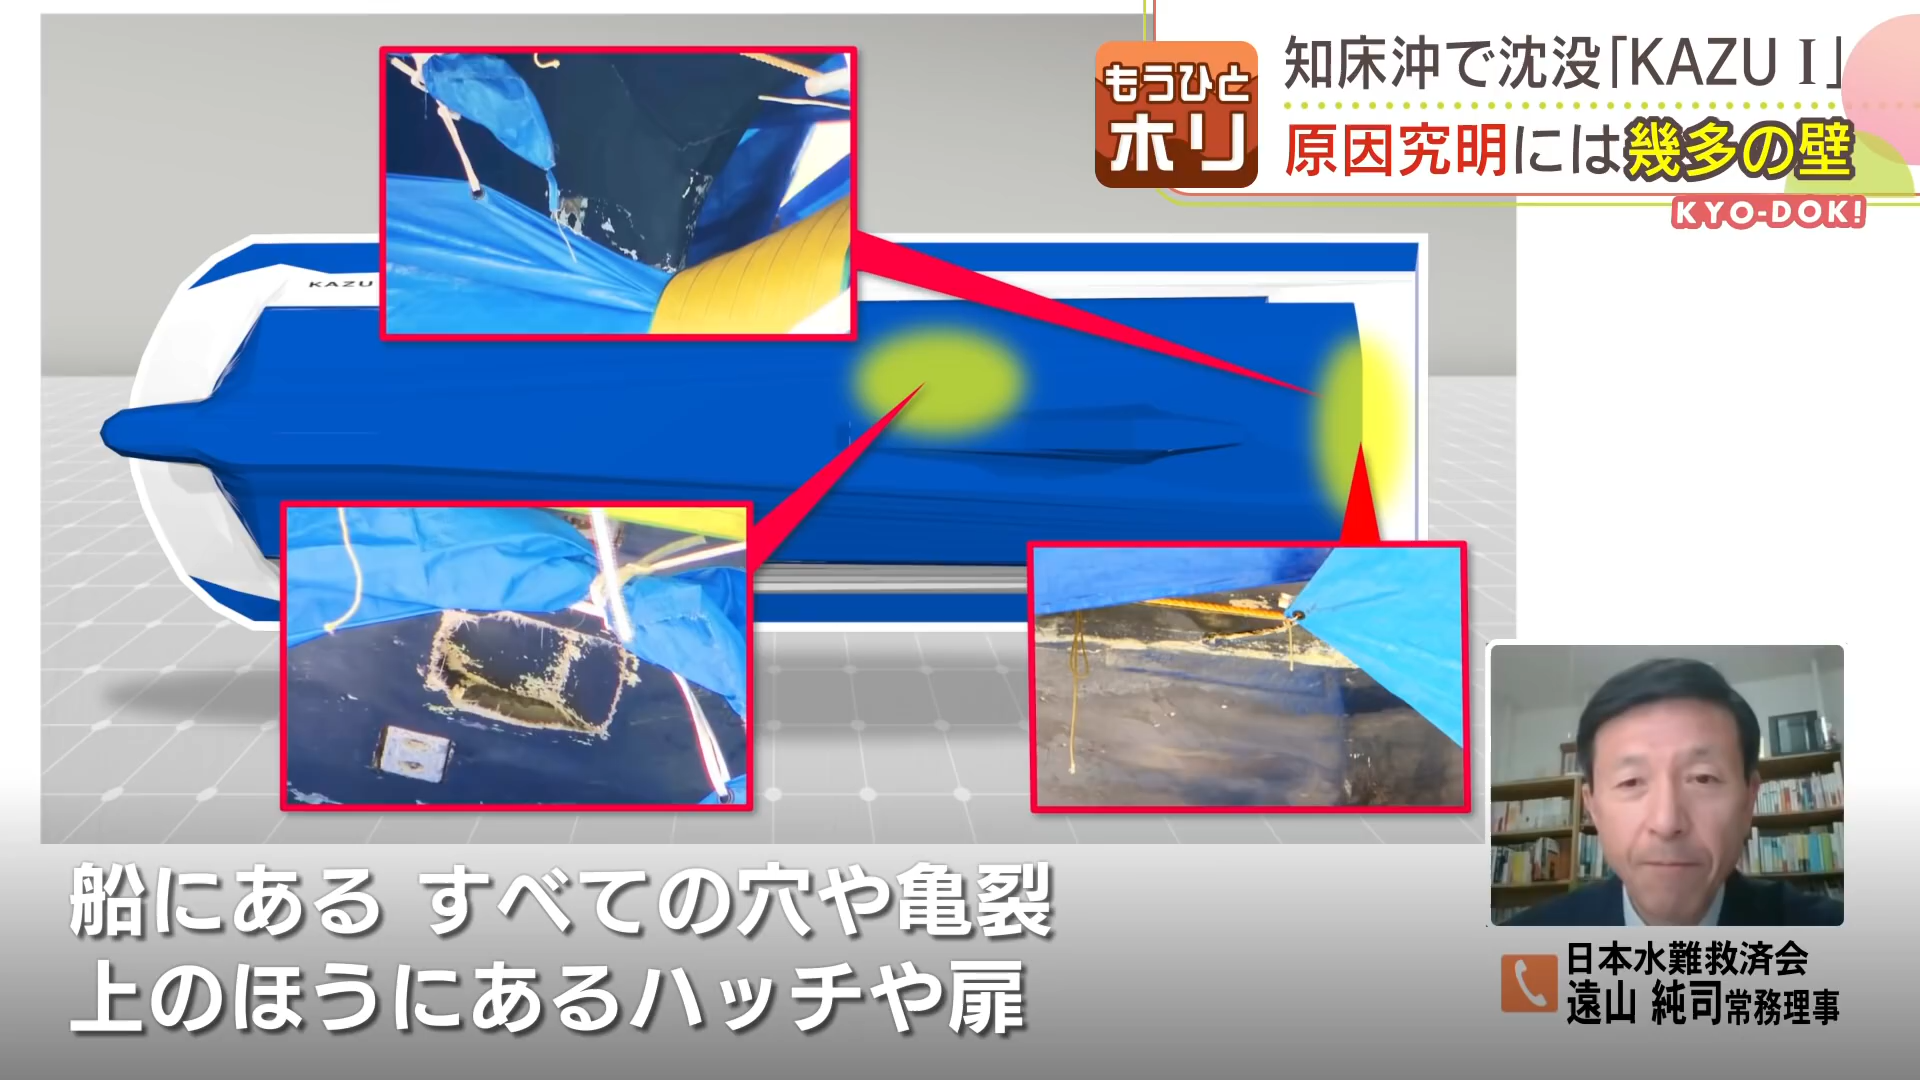 もうひと
ホリ
知床沖で沈没「KAZU I」
原因究明には幾多の壁
KYO-DOK!
KAZU
船にある すべての穴や亀裂
上のほうにあるハッチや扉
日本水難救済会
遠山 純司常務理事